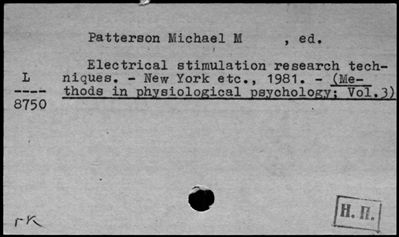 Patterson Michael M , ed.
Electrical stimulation research tech-
L niques. - New York etc., 1981. - (Me-
---- thods in physiological psychology; Vol.3)
8750
Н. П.
гк